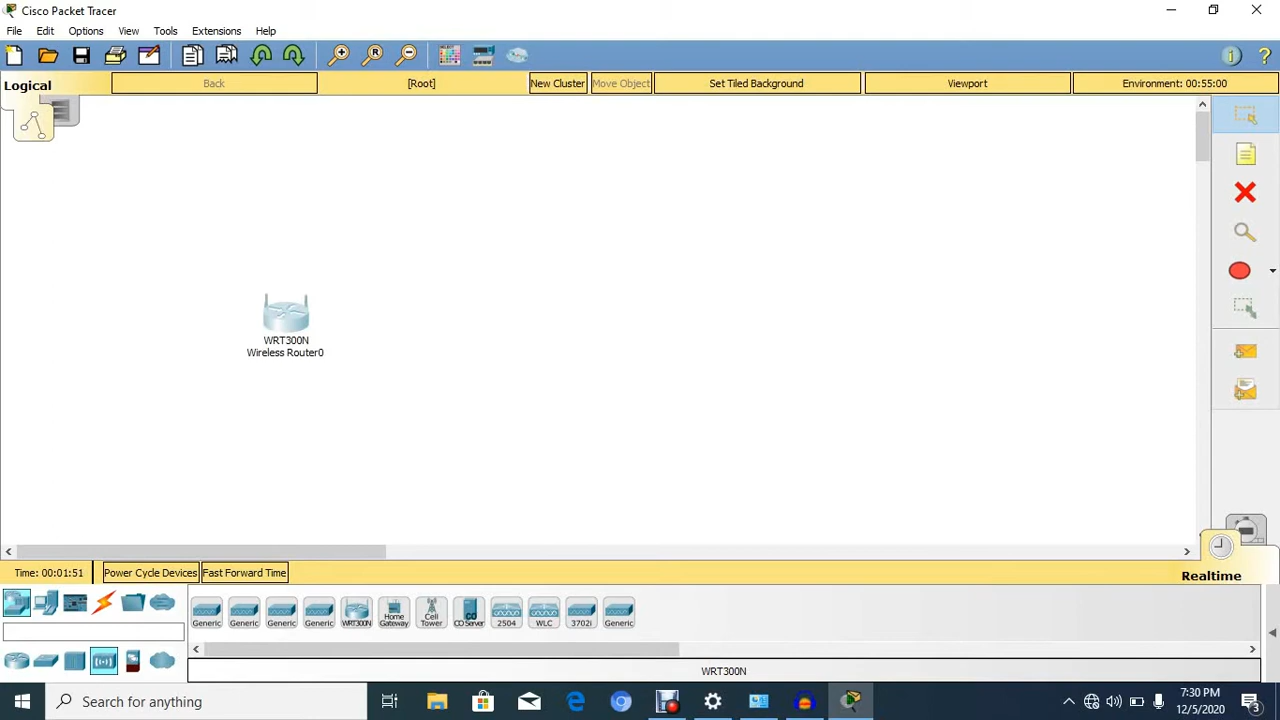 Cisco Packet Tracer
File Edit Options View Tools Extensions Help
Logical Back [Root] New Cluster Move Object Set Tiled Background Viewport Environment: 00:55:00
WRT300N
Wireless Router0
Time: 00:01:51 Power Cycle Devices Fast Forward Time Realtime
Generic Generic Generic Generic WRT300N Home Gateway Cell Tower CO Server 2504 WLC 3702i Generic
WRT300N
Search for anything
7:30 PM
12/5/2020
3